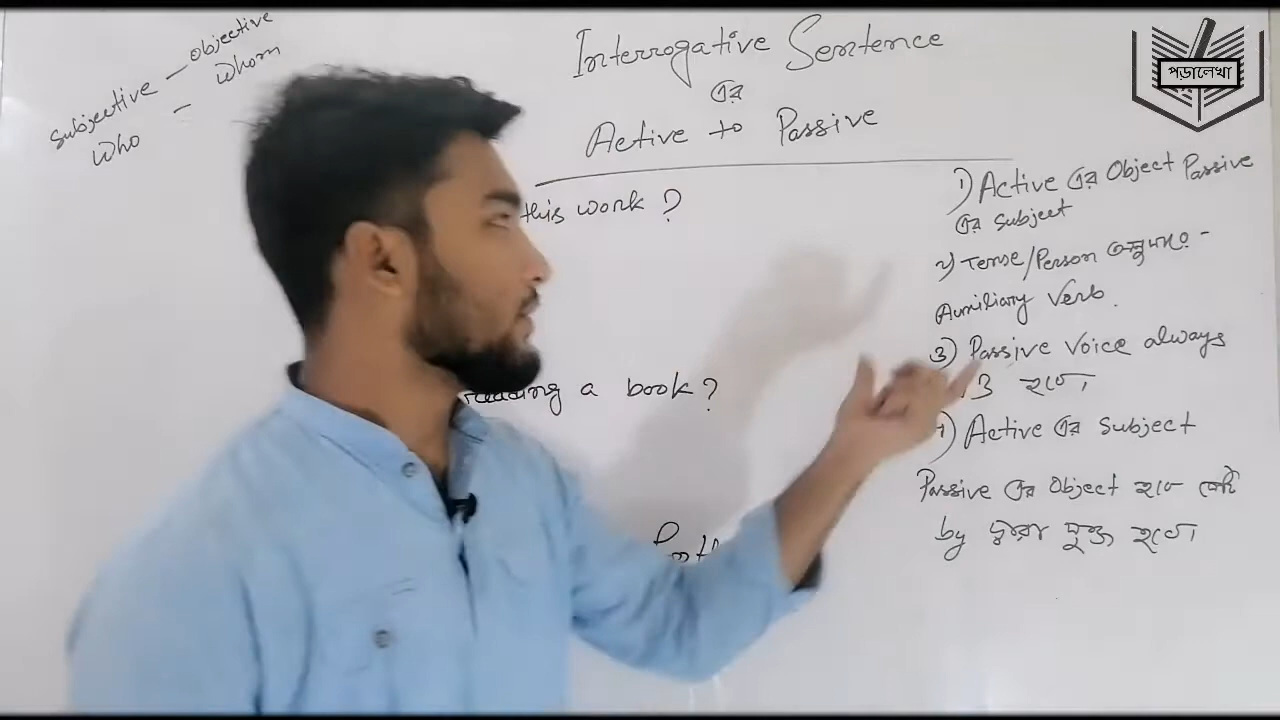 Subjective - objective
who - whom
Interrogative Sentence
এর
Active to Passive
this work ?
reading a book ?
1) Active এর Object Passive
এর Subject
২) Tense/Person অনুসারে -
Auxiliary Verb.
3) Passive Voice always
3 হবে।
Active এর Subject
Passive এর Object হবে
by দ্বারা যুক্ত হবে।
পড়ালেখা